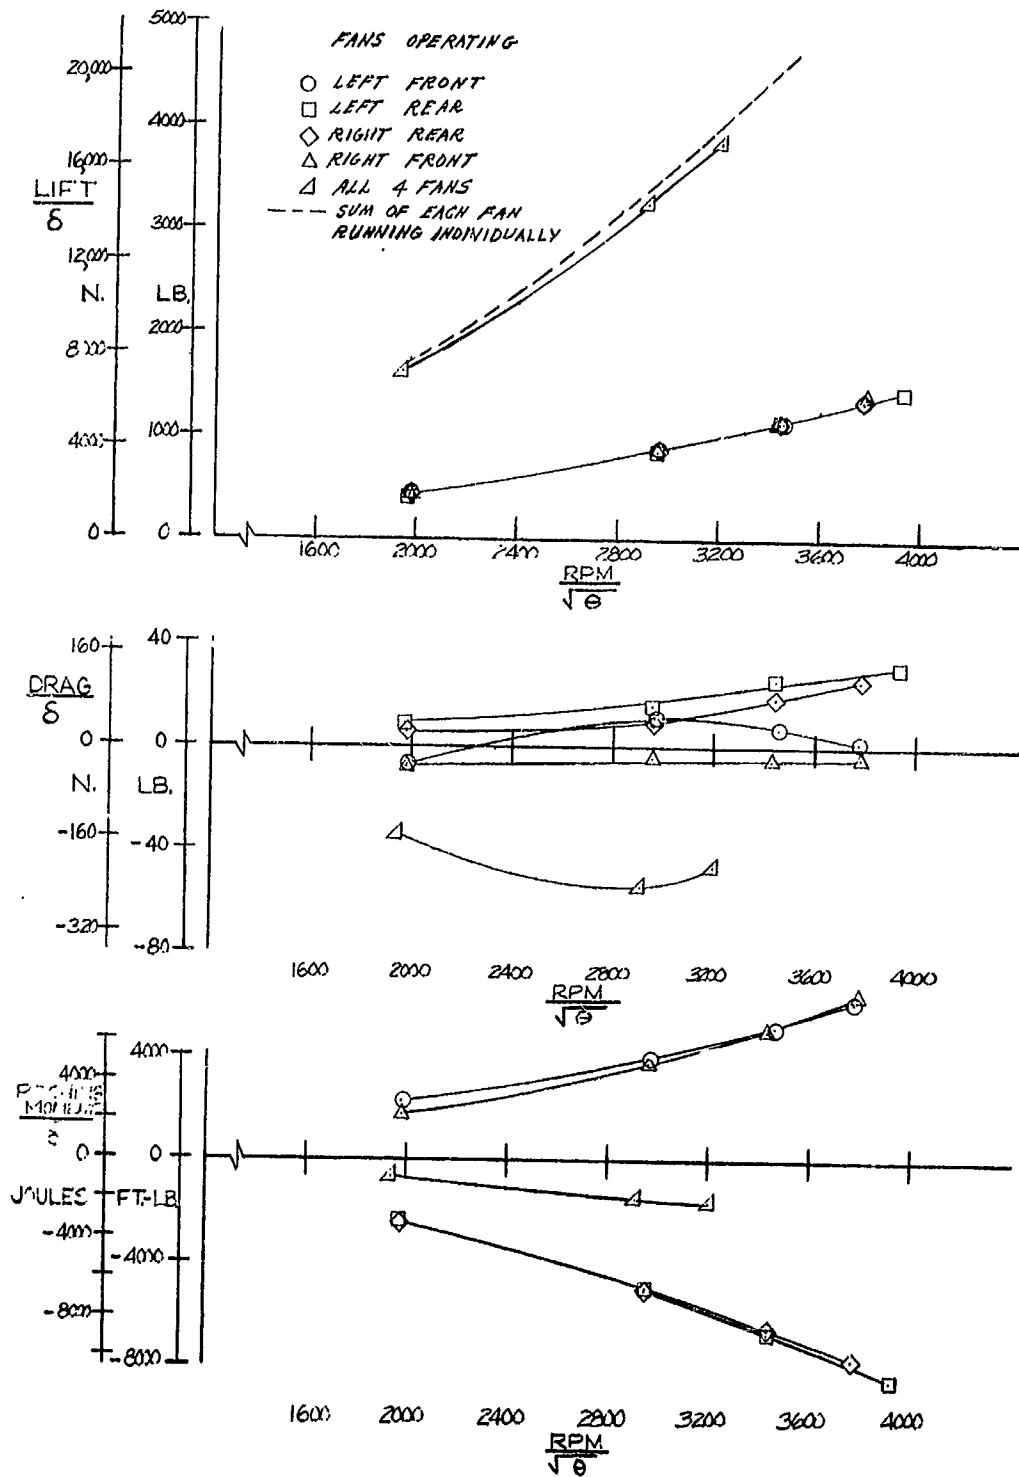 FANS OPERATING
○ LEFT FRONT
□ LEFT REAR
◇ RIGHT REAR
△ RIGHT FRONT
◿ ALL 4 FANS
--- SUM OF EACH FAN
RUNNING INDIVIDUALLY
5000
20,000
4000
16,000
LIFT
δ
3000
12,000
N. LB.
2000
1000
4000
0 0
1600 2000 2400 2800 3200 3600 4000
RPM
√θ
160 40
DRAG
δ
0 0
N. LB.
-160 -40
-320 -80
1600 2000 2400 2800 3200 3600 4000
RPM
√θ
4000 4000
0 0
JOULES FT-LB
-4000 -4000
-8000 -8000
1600 2000 2400 2800 3200 3600 4000
RPM
√θ